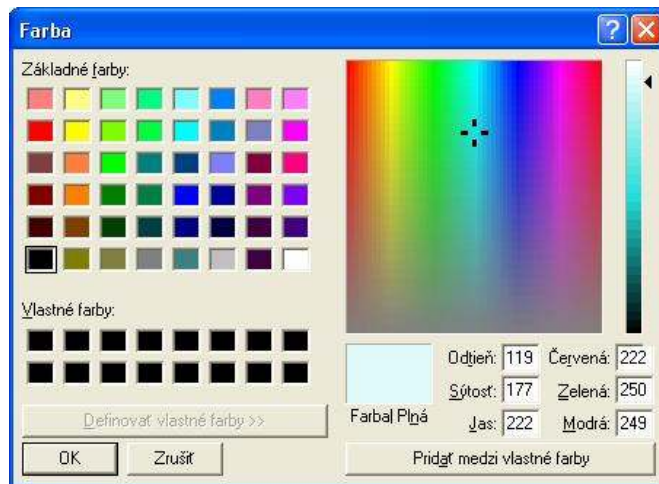 Farba
Základné farby:
Vlastné farby:
Definovať vlastné farby >>
OK
Zrušiť
Farba| Plná
Odtieň: 119
Sýtosť: 177
Jas: 222
Červená: 222
Zelená: 250
Modrá: 249
Pridať medzi vlastné farby